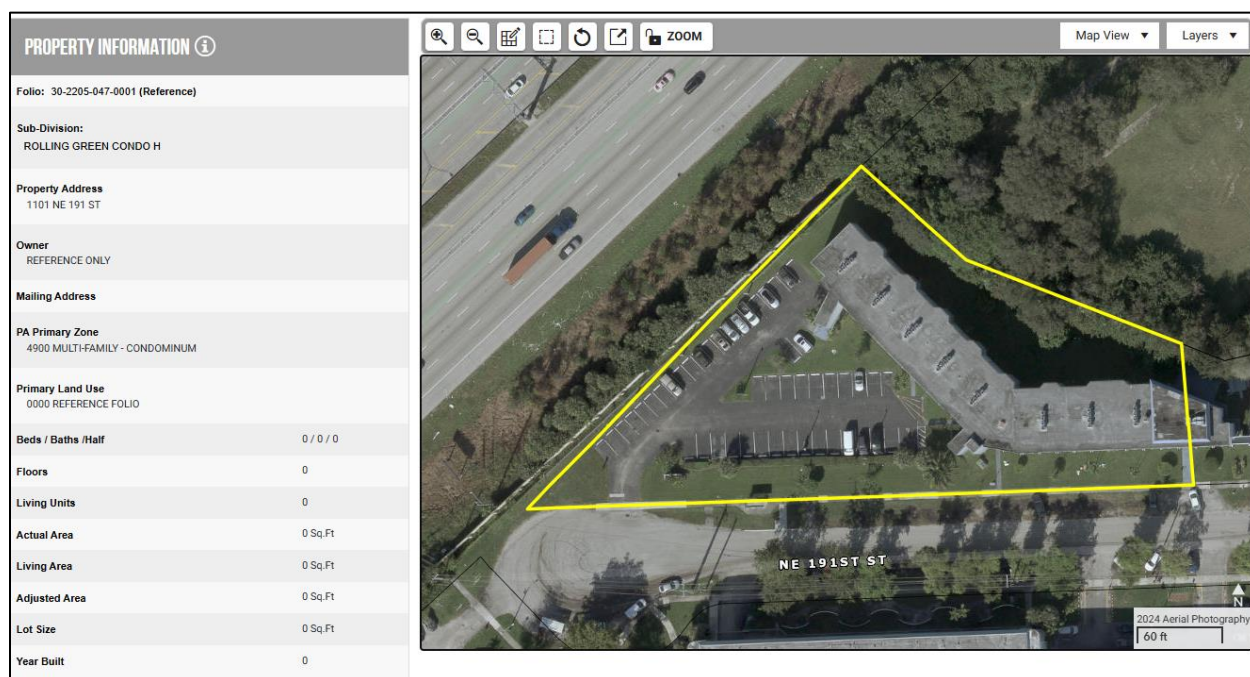 PROPERTY INFORMATION
Folio: 30-2205-047-0001 (Reference)
Sub-Division:
ROLLING GREEN CONDO H
Property Address
1101 NE 191 ST
Owner
REFERENCE ONLY
Mailing Address
PA Primary Zone
4900 MULTI-FAMILY - CONDOMINUM
Primary Land Use
0000 REFERENCE FOLIO
Beds / Baths /Half 0 / 0 / 0
Floors 0
Living Units 0
Actual Area 0 Sq.Ft
Living Area 0 Sq.Ft
Adjusted Area 0 Sq.Ft
Lot Size 0 Sq.Ft
Year Built 0
ZOOM
Map View
Layers
NE 191ST ST
N
2024 Aerial Photography
60 ft